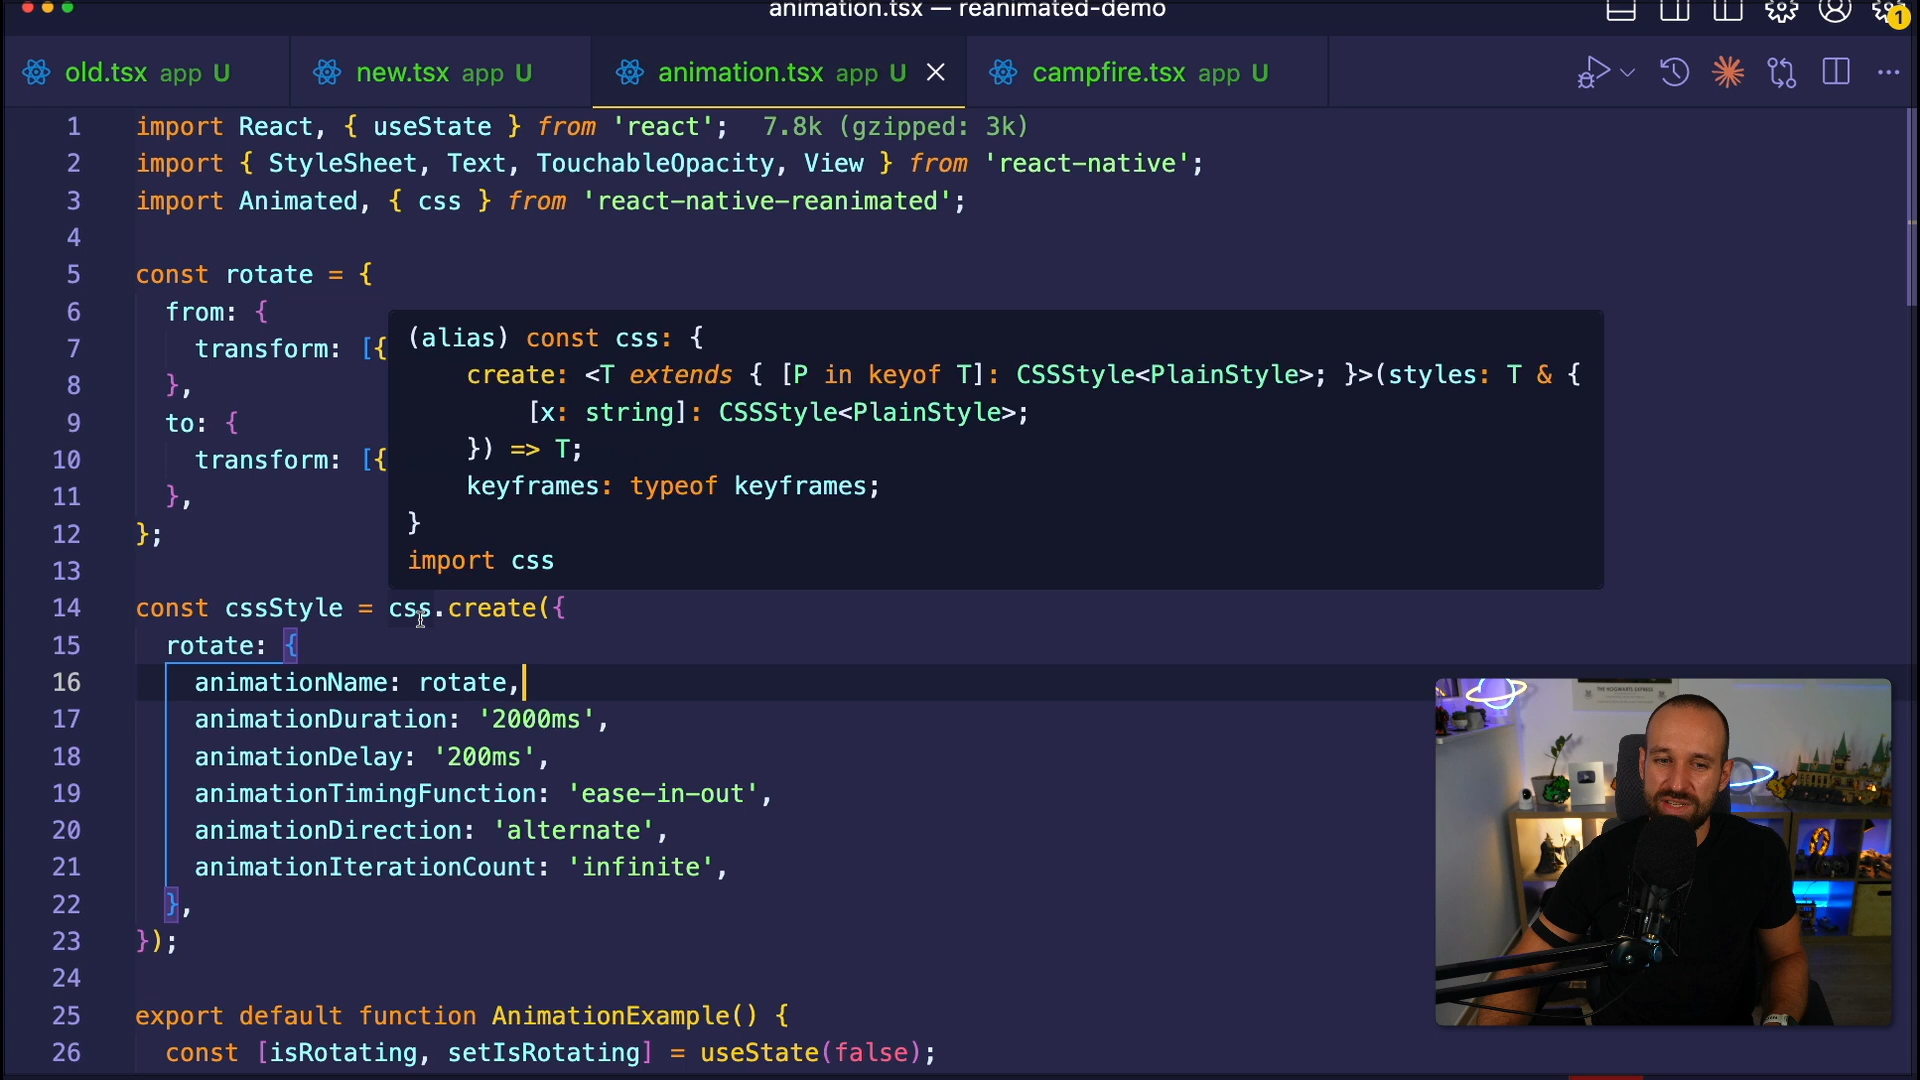 animation.tsx — reanimated-demo
1
old.tsx app U
new.tsx app U
animation.tsx app U
campfire.tsx app U
1 import React, { useState } from 'react'; 7.8k (gzipped: 3k)
2 import { StyleSheet, Text, TouchableOpacity, View } from 'react-native';
3 import Animated, { css } from 'react-native-reanimated';
4
5 const rotate = {
6 from: {
7 transform: [{
8 },
9 to: {
10 transform: [{
11 },
12 };
13
(alias) const css: {
create: <T extends { [P in keyof T]: CSSStyle<PlainStyle>; }>(styles: T & {
[x: string]: CSSStyle<PlainStyle>;
}) => T;
keyframes: typeof keyframes;
}
import css
14 const cssStyle = css.create({
15 rotate: {
16 animationName: rotate,
17 animationDuration: '2000ms',
18 animationDelay: '200ms',
19 animationTimingFunction: 'ease-in-out',
20 animationDirection: 'alternate',
21 animationIterationCount: 'infinite',
22 },
23 });
24
25 export default function AnimationExample() {
26 const [isRotating, setIsRotating] = useState(false);
THE HOGWARTS EXPRESS